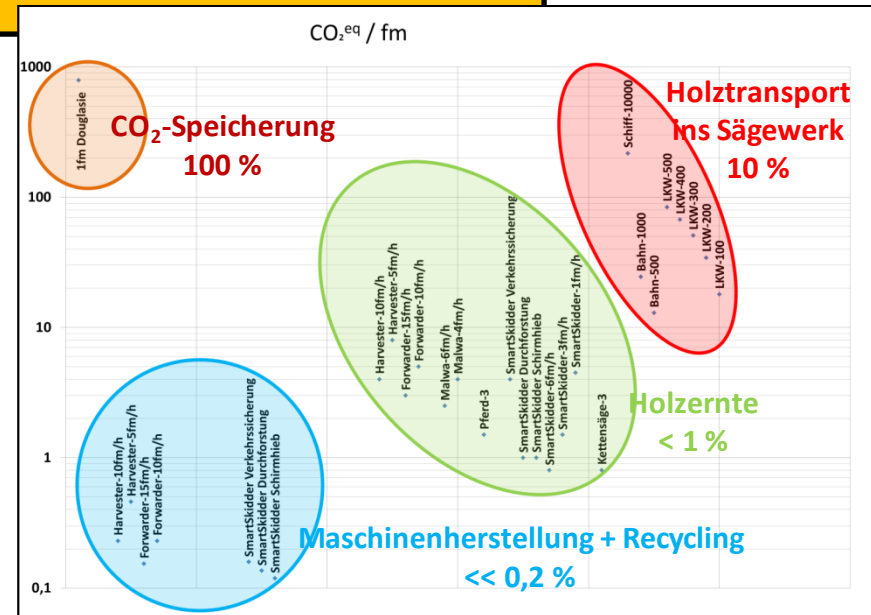 CO₂eq / fm
1000
100
10
1
0,1
1fm Douglasie
CO₂-Speicherung
100 %
Holztransport
ins Sägewerk
10 %
Schiff-10000
Bahn-1000
Bahn-500
LKW-500
LKW-400
LKW-300
LKW-200
LKW-100
Harvester-10fm/h
Harvester-5fm/h
Forwarder-15fm/h
Forwarder-10fm/h
Malwa-6fm/h
Malwa-4fm/h
Pferd-3
SmartSkidder Verkehrssicherung
SmartSkidder Durchforstung
SmartSkidder Schirmhieb
SmartSkidder-6fm/h
SmartSkidder-3fm/h
SmartSkidder-1fm/h
Kettensäge-3
Holzernte
< 1 %
Harvester-10fm/h
Harvester-5fm/h
Forwarder-15fm/h
Forwarder-10fm/h
SmartSkidder Verkehrssicherung
SmartSkidder Durchforstung
SmartSkidder Schirmhieb
Maschinenherstellung + Recycling
<< 0,2 %